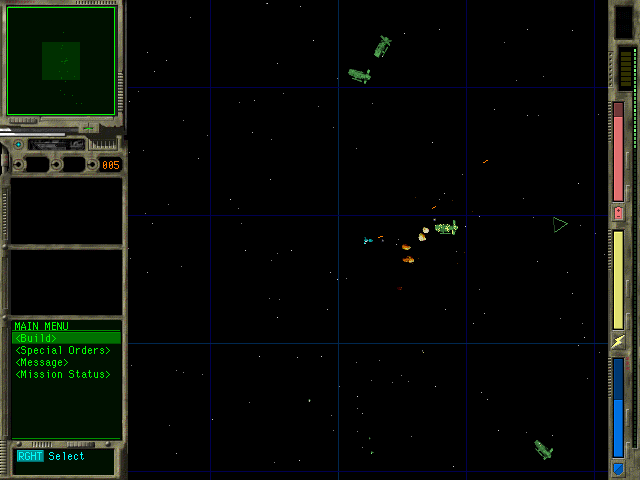 005
MAIN MENU
<Build>
<Special Orders>
<Message>
<Mission Status>
RGHT Select